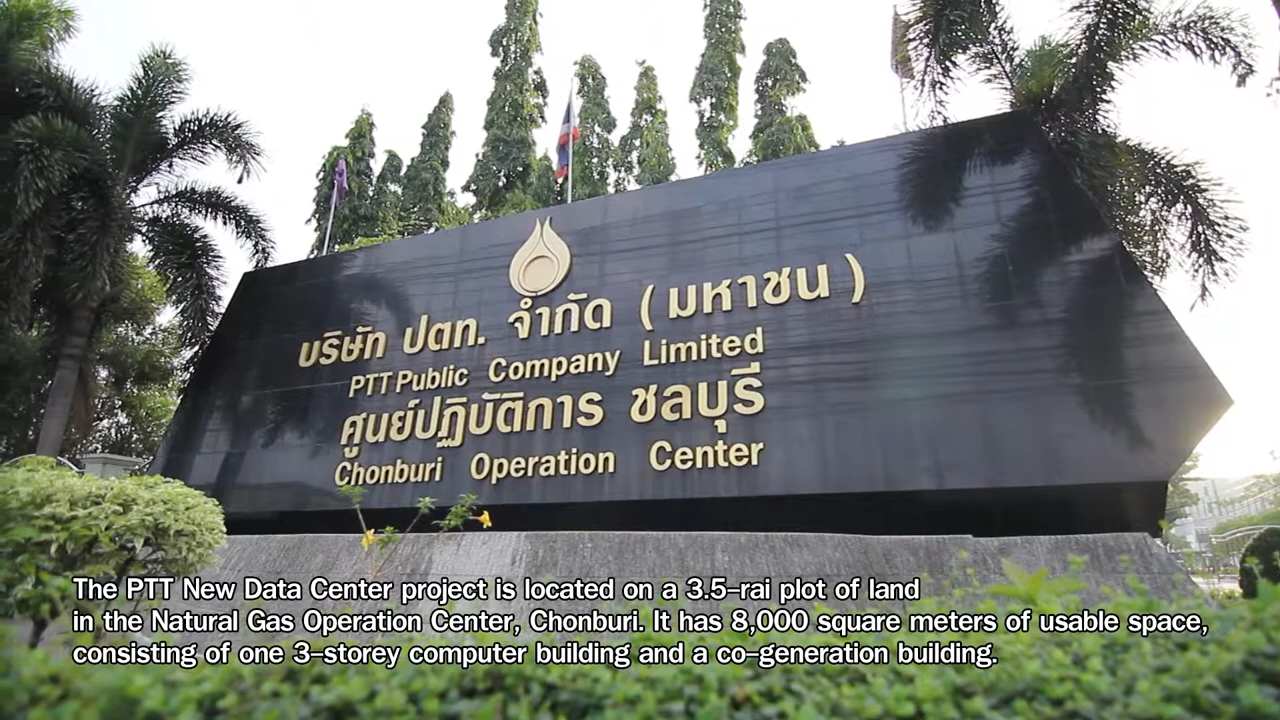 บริษัท ปตท. จำกัด (มหาชน)
PTT Public Company Limited
ศูนย์ปฏิบัติการ ชลบุรี
Chonburi Operation Center
The PTT New Data Center project is located on a 3.5–rai plot of land
in the Natural Gas Operation Center, Chonburi. It has 8,000 square meters of usable space,
consisting of one 3–storey computer building and a co–generation building.